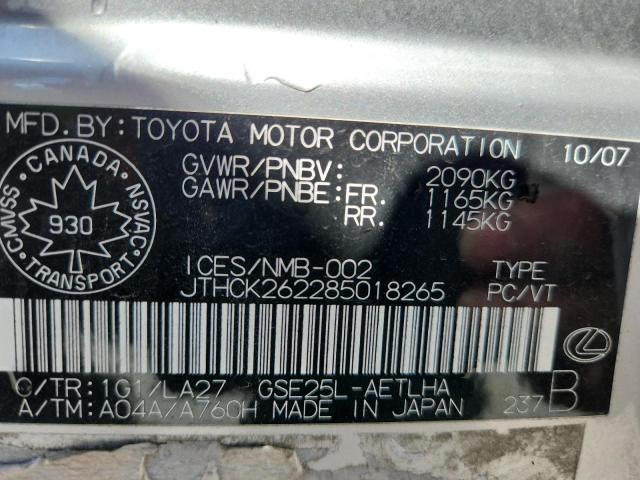 MFD.BY:TOYOTA MOTOR CORPORATION 10/07
GVWR/PNBV: 2090KG
GAWR/PNBE:FR. 1165KG
RR. 1145KG
CANADA
CMVSS
NSVAC
930
TRANSPORT
ICES/NMB-002 TYPE
JTHCK262285018265 PC/VT
C/TR:1G1/LA27 GSE25L-AETLHA
A/TM:A04A/A760H MADE IN JAPAN 237 B